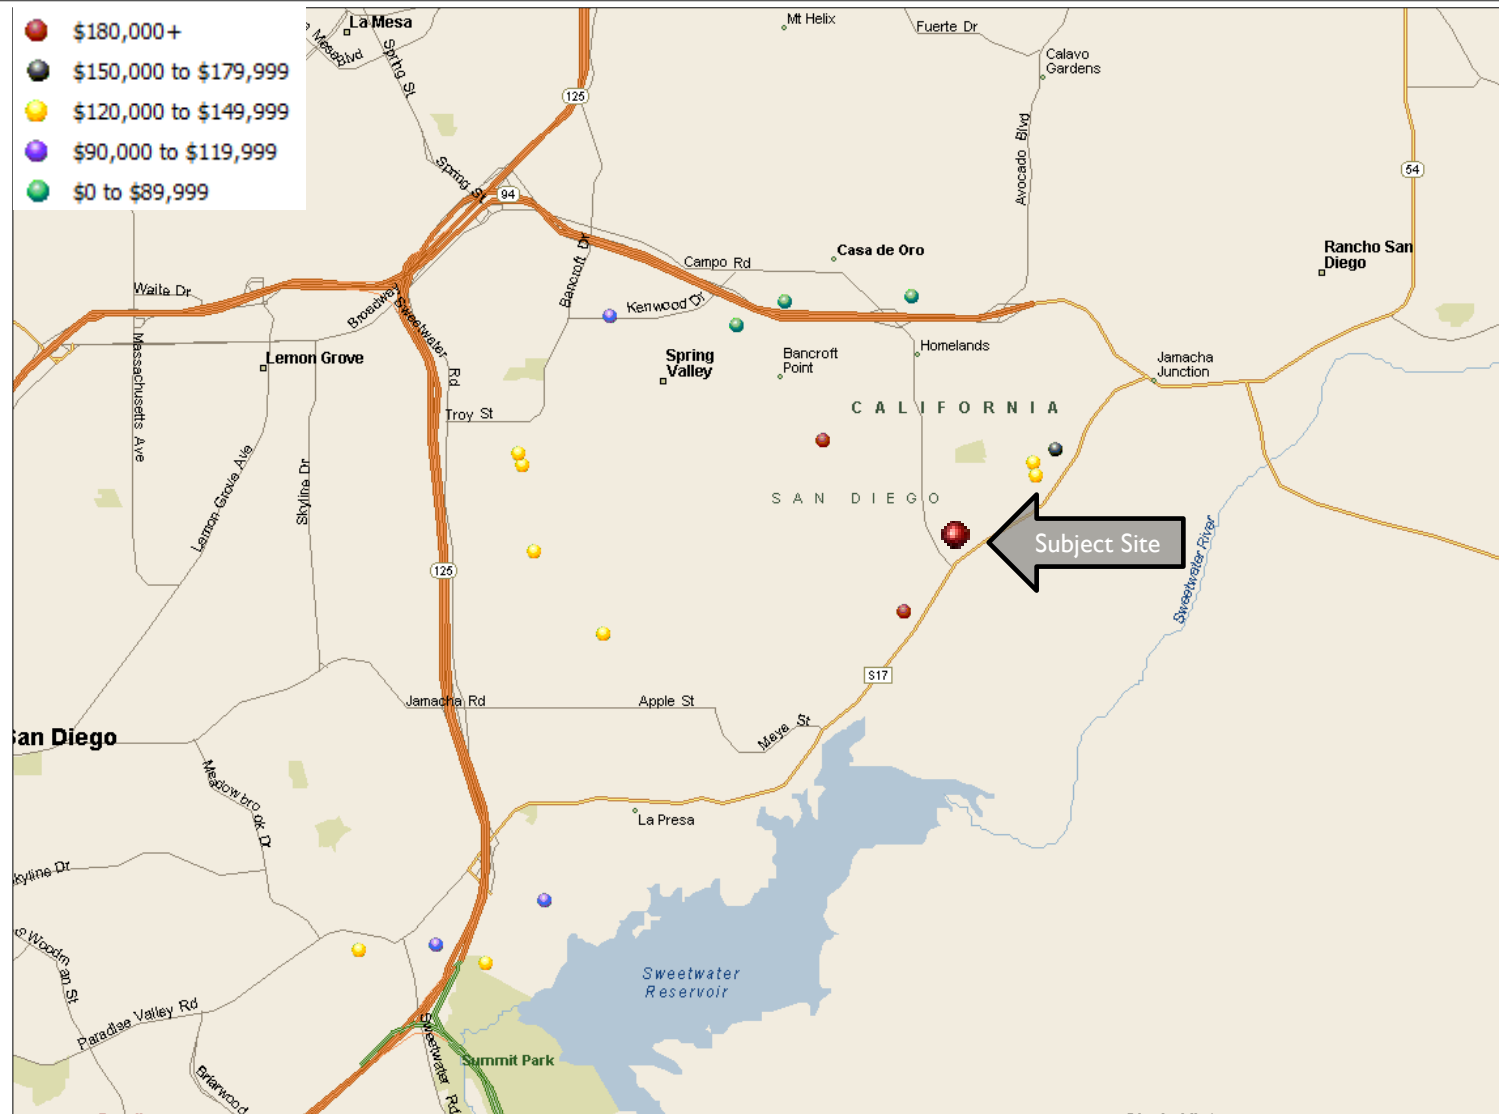 $180,000+
$150,000 to $179,999
$120,000 to $149,999
$90,000 to $119,999
$0 to $89,999
La Mesa
Mesa Blvd
Spring St
Mt Helix
Fuerte Dr
Calavo
Gardens
125
Avocado Blvd
54
Spring St
94
Bancroft Dr
Campo Rd
Casa de Oro
Rancho San
Diego
Waite Dr
Broadway
Sweetwater
Rd
Kenwood Dr
Massachusetts Ave
Lemon Grove
Spring
Valley
Bancroft
Point
Homelands
Jamacha
Junction
CALIFORNIA
Troy St
Lemon Grove Ave
Skyline Dr
SAN DIEGO
Subject Site
Sweetwater River
125
S17
Jamacha Rd
Apple St
Maya St
San Diego
Meadowbrook Dr
La Presa
Skyline Dr
S Woodman St
Sweetwater
Reservoir
Paradise Valley Rd
Sweetwater Rd
Summit Park
Briarwood